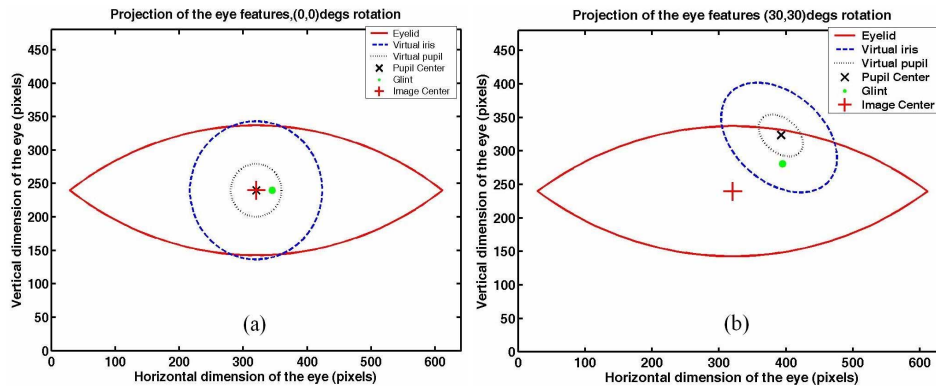 Projection of the eye features,(0,0)degs rotation
Vertical dimension of the eye (pixels)
450
400
350
300
250
200
150
100
50
0
Eyelid
Virtual iris
Virtual pupil
Pupil Center
Glint
Image Center
(a)
0 100 200 300 400 500 600
Horizontal dimension of the eye (pixels)
Projection of the eye features (30,30)degs rotation
Vertical dimension of the eye (pixels)
450
400
350
300
250
200
150
100
50
0
Eyelid
Virtual iris
Virtual pupil
Pupil Center
Glint
Image Center
(b)
0 100 200 300 400 500 600
Horizontal dimension of the eye (pixels)